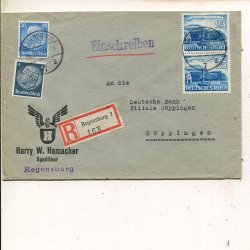 Einschreiben
An die
Deutsche Bank
Filiale Göppingen
Göppingen
DEUTSCHES REICH
DEUTSCHES REICH
Deutsches Reich
R
Regensburg 7
163
H
Harry W. Hamacher
Spediteur
Regensburg